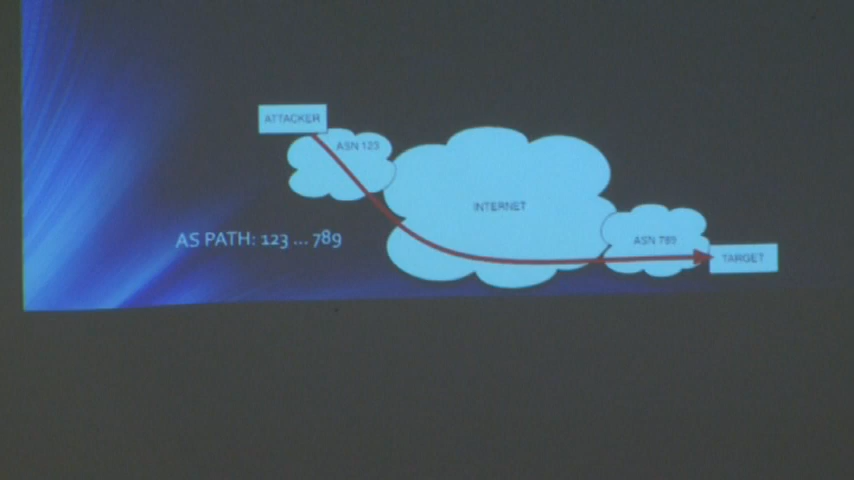 ATTACKER
ASN 123
INTERNET
AS PATH: 123 ... 789
ASN 789
TARGET